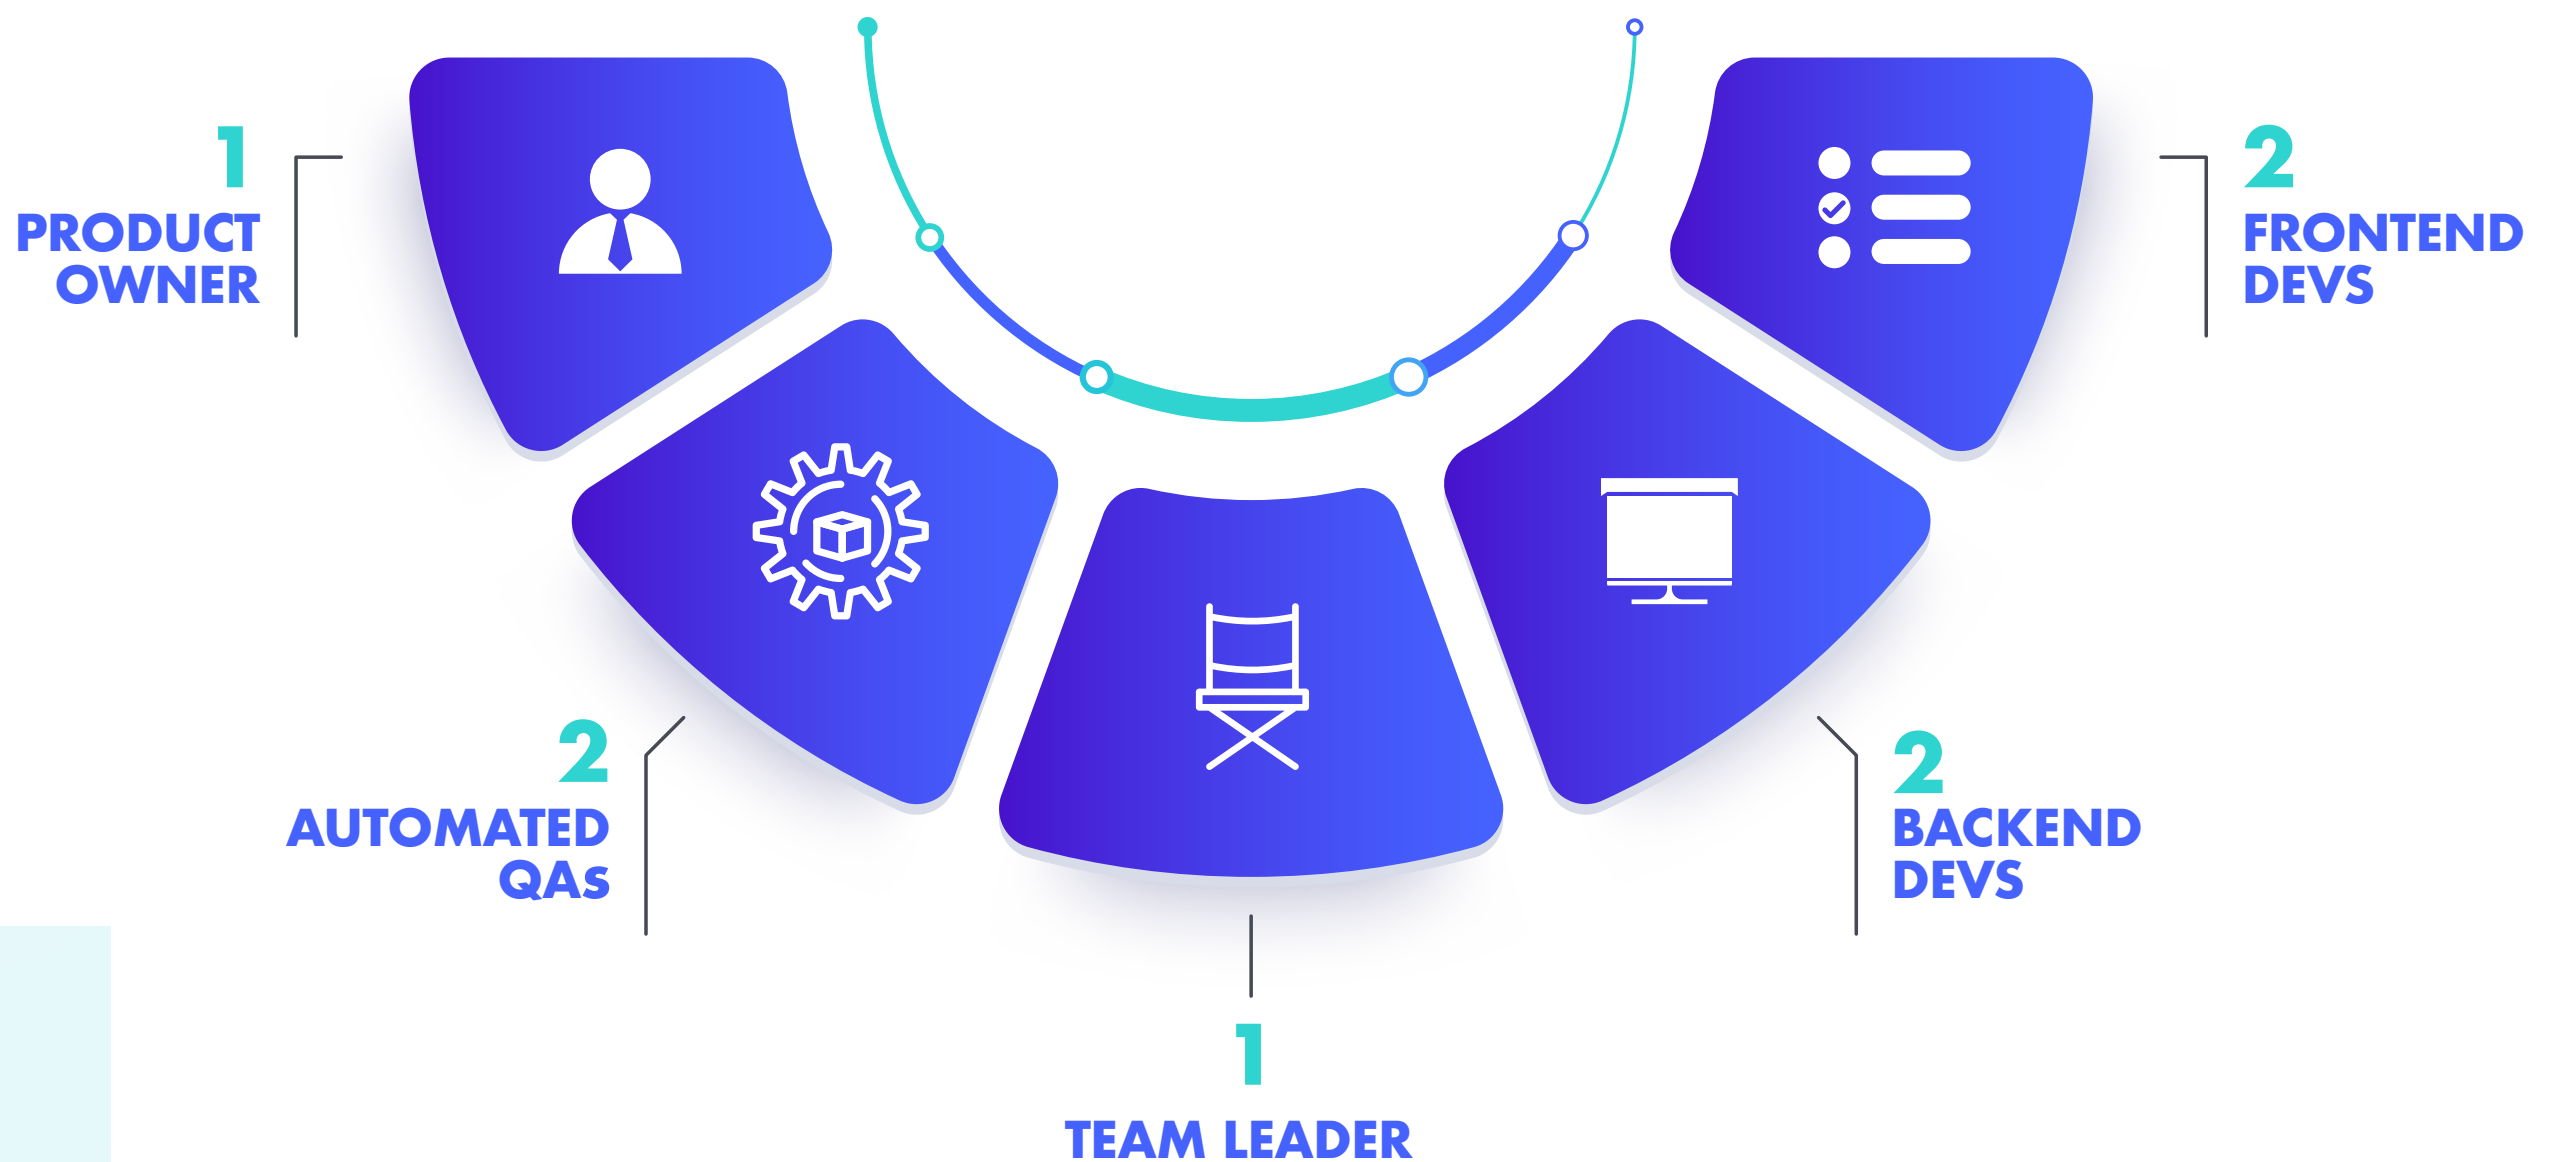 1
PRODUCT
OWNER
2
AUTOMATED
QAs
1
TEAM LEADER
2
BACKEND
DEVS
2
FRONTEND
DEVS